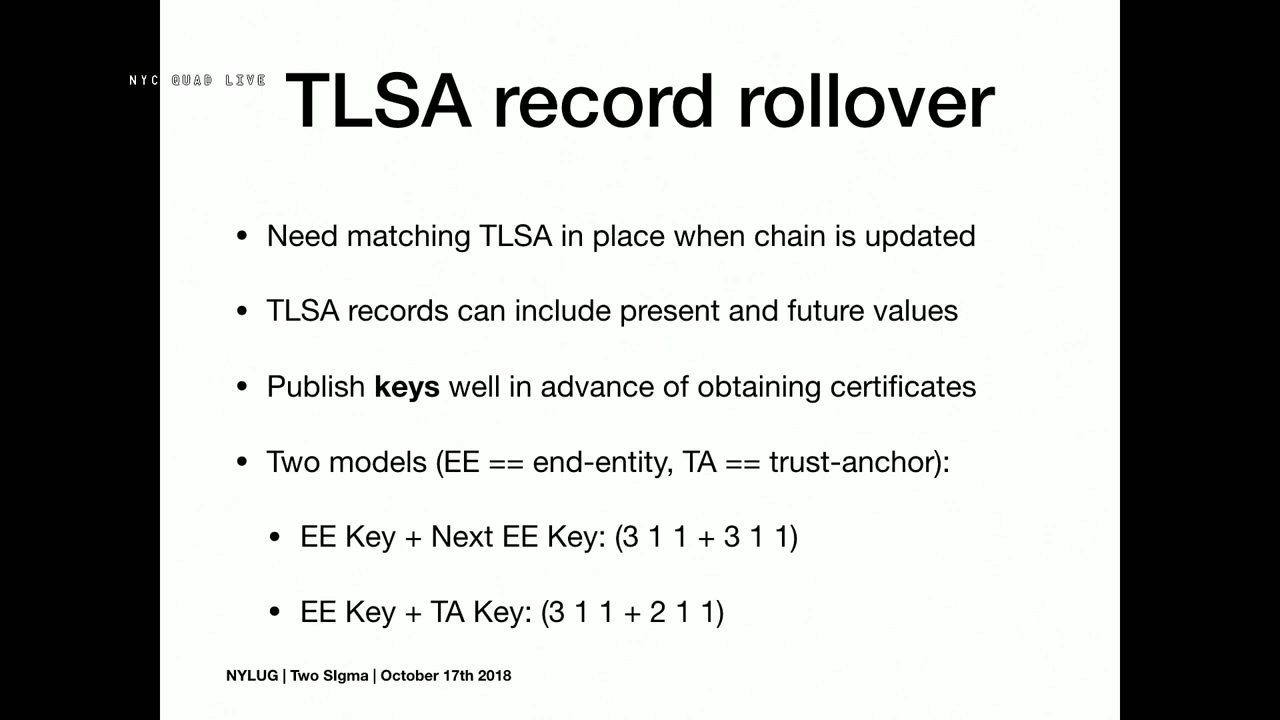 NYC QUAD LIVE
TLSA record rollover
• Need matching TLSA in place when chain is updated
• TLSA records can include present and future values
• Publish keys well in advance of obtaining certificates
• Two models (EE == end-entity, TA == trust-anchor):
• EE Key + Next EE Key: (3 1 1 + 3 1 1)
• EE Key + TA Key: (3 1 1 + 2 1 1)
NYLUG | Two SIgma | October 17th 2018